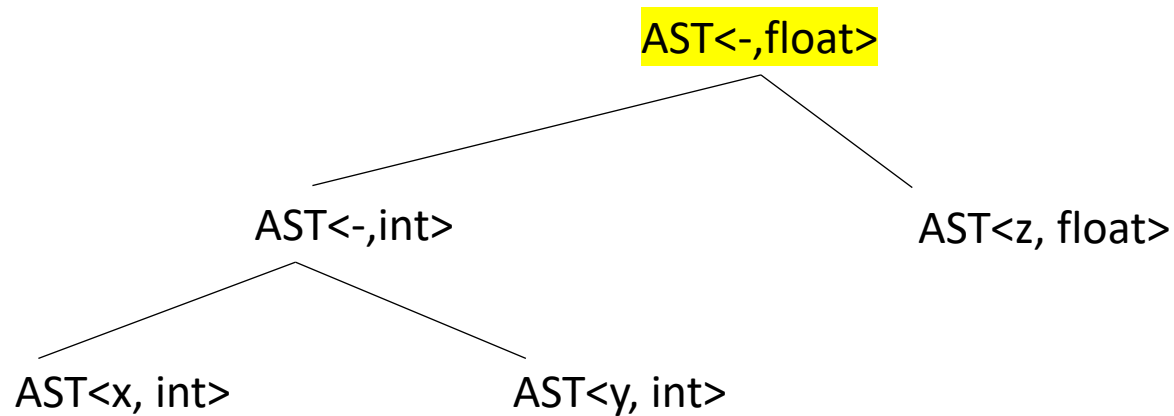 AST<-,float>
AST<-,int>
AST<z, float>
AST<x, int>
AST<y, int>